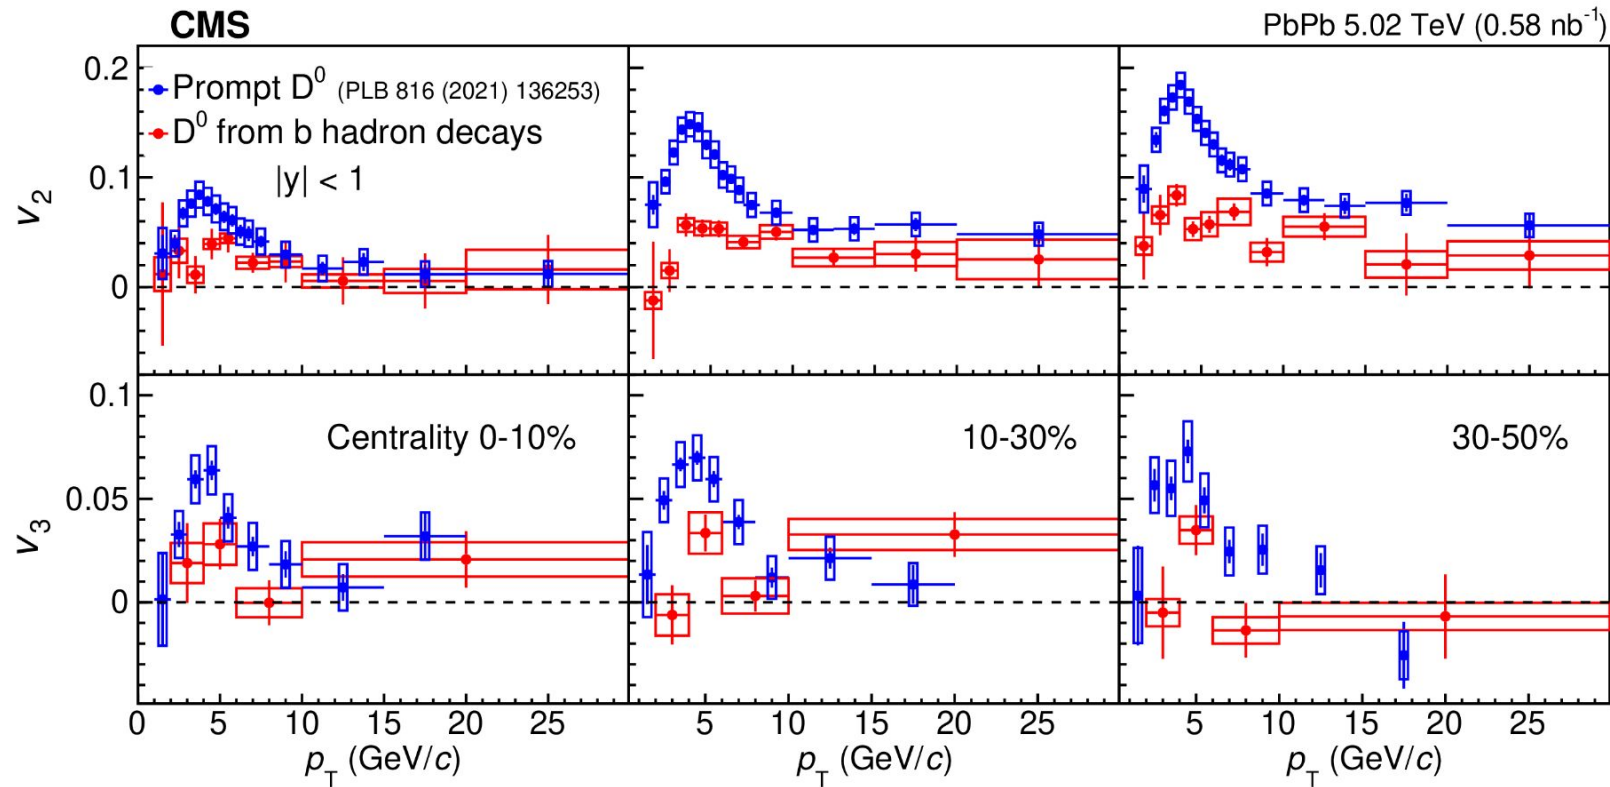 CMS
PbPb 5.02 TeV (0.58 nb⁻¹)
0.2
Prompt D⁰ (PLB 816 (2021) 136253)
D⁰ from b hadron decays
|y| < 1
0.1
v₂
0
0.1
Centrality 0-10%
10-30%
30-50%
0.05
v₃
0
0 5 10 15 20 25 5 10 15 20 25 5 10 15 20 25
p_T (GeV/c) p_T (GeV/c) p_T (GeV/c)